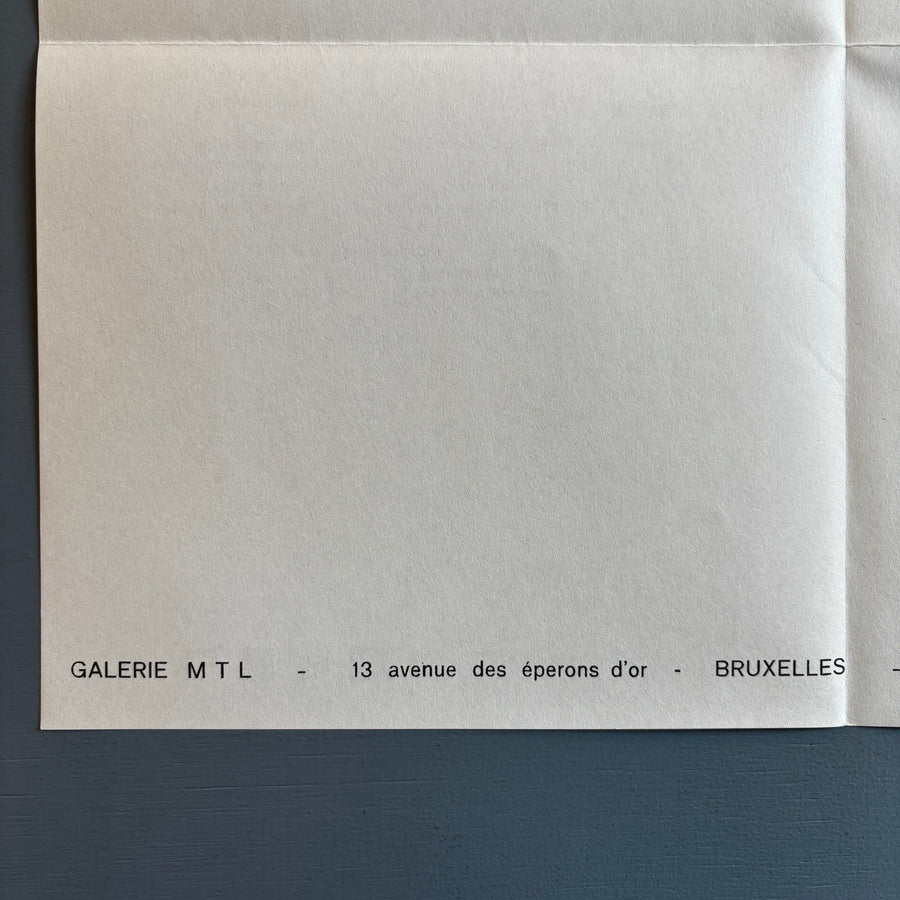 GALERIE M T L - 13 avenue des éperons d'or - BRUXELLES -